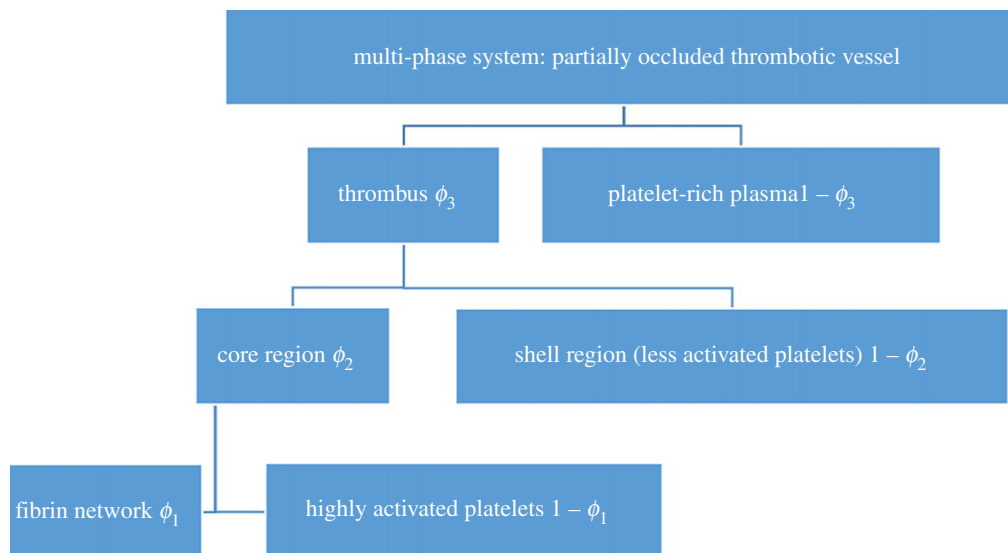 multi-phase system: partially occluded thrombotic vessel
thrombus ϕ₃
platelet-rich plasma1 – ϕ₃
core region ϕ₂
shell region (less activated platelets) 1 – ϕ₂
fibrin network ϕ₁
highly activated platelets 1 – ϕ₁